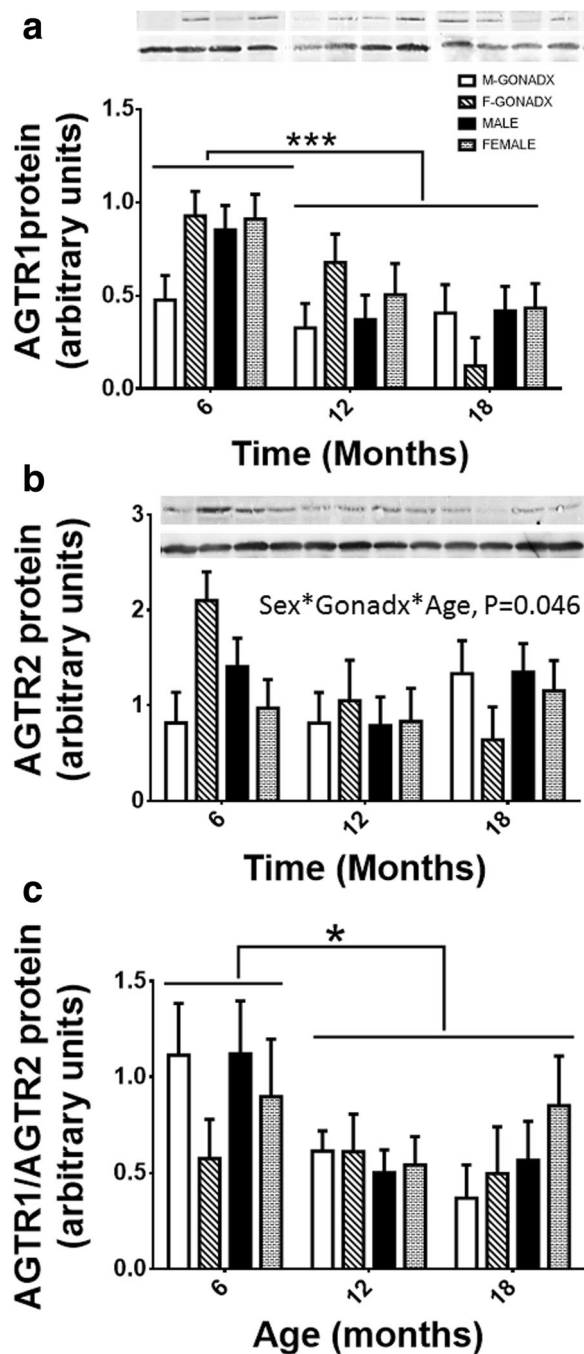 a
M-GONADX
F-GONADX
MALE
FEMALE
***
AGTR1protein
(arbitrary units)
1.5
1.0
0.5
0.0
6
12
18
Time (Months)
b
AGTR2 protein
(arbitrary units)
3
2
1
0
Sex*Gonadx*Age, P=0.046
6
12
18
Time (Months)
c
AGTR1/AGTR2 protein
(arbitrary units)
*
1.5
1.0
0.5
0.0
6
12
18
Age (months)